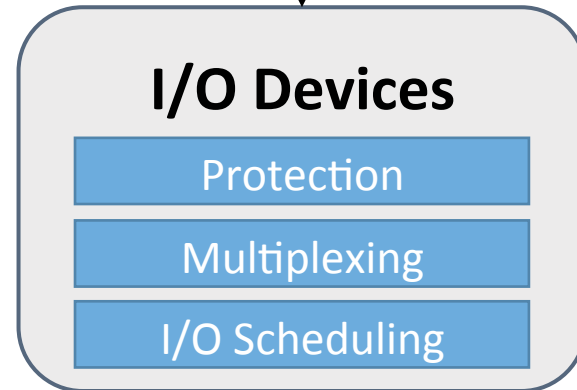 I/O Devices
Protection
Multiplexing
I/O Scheduling